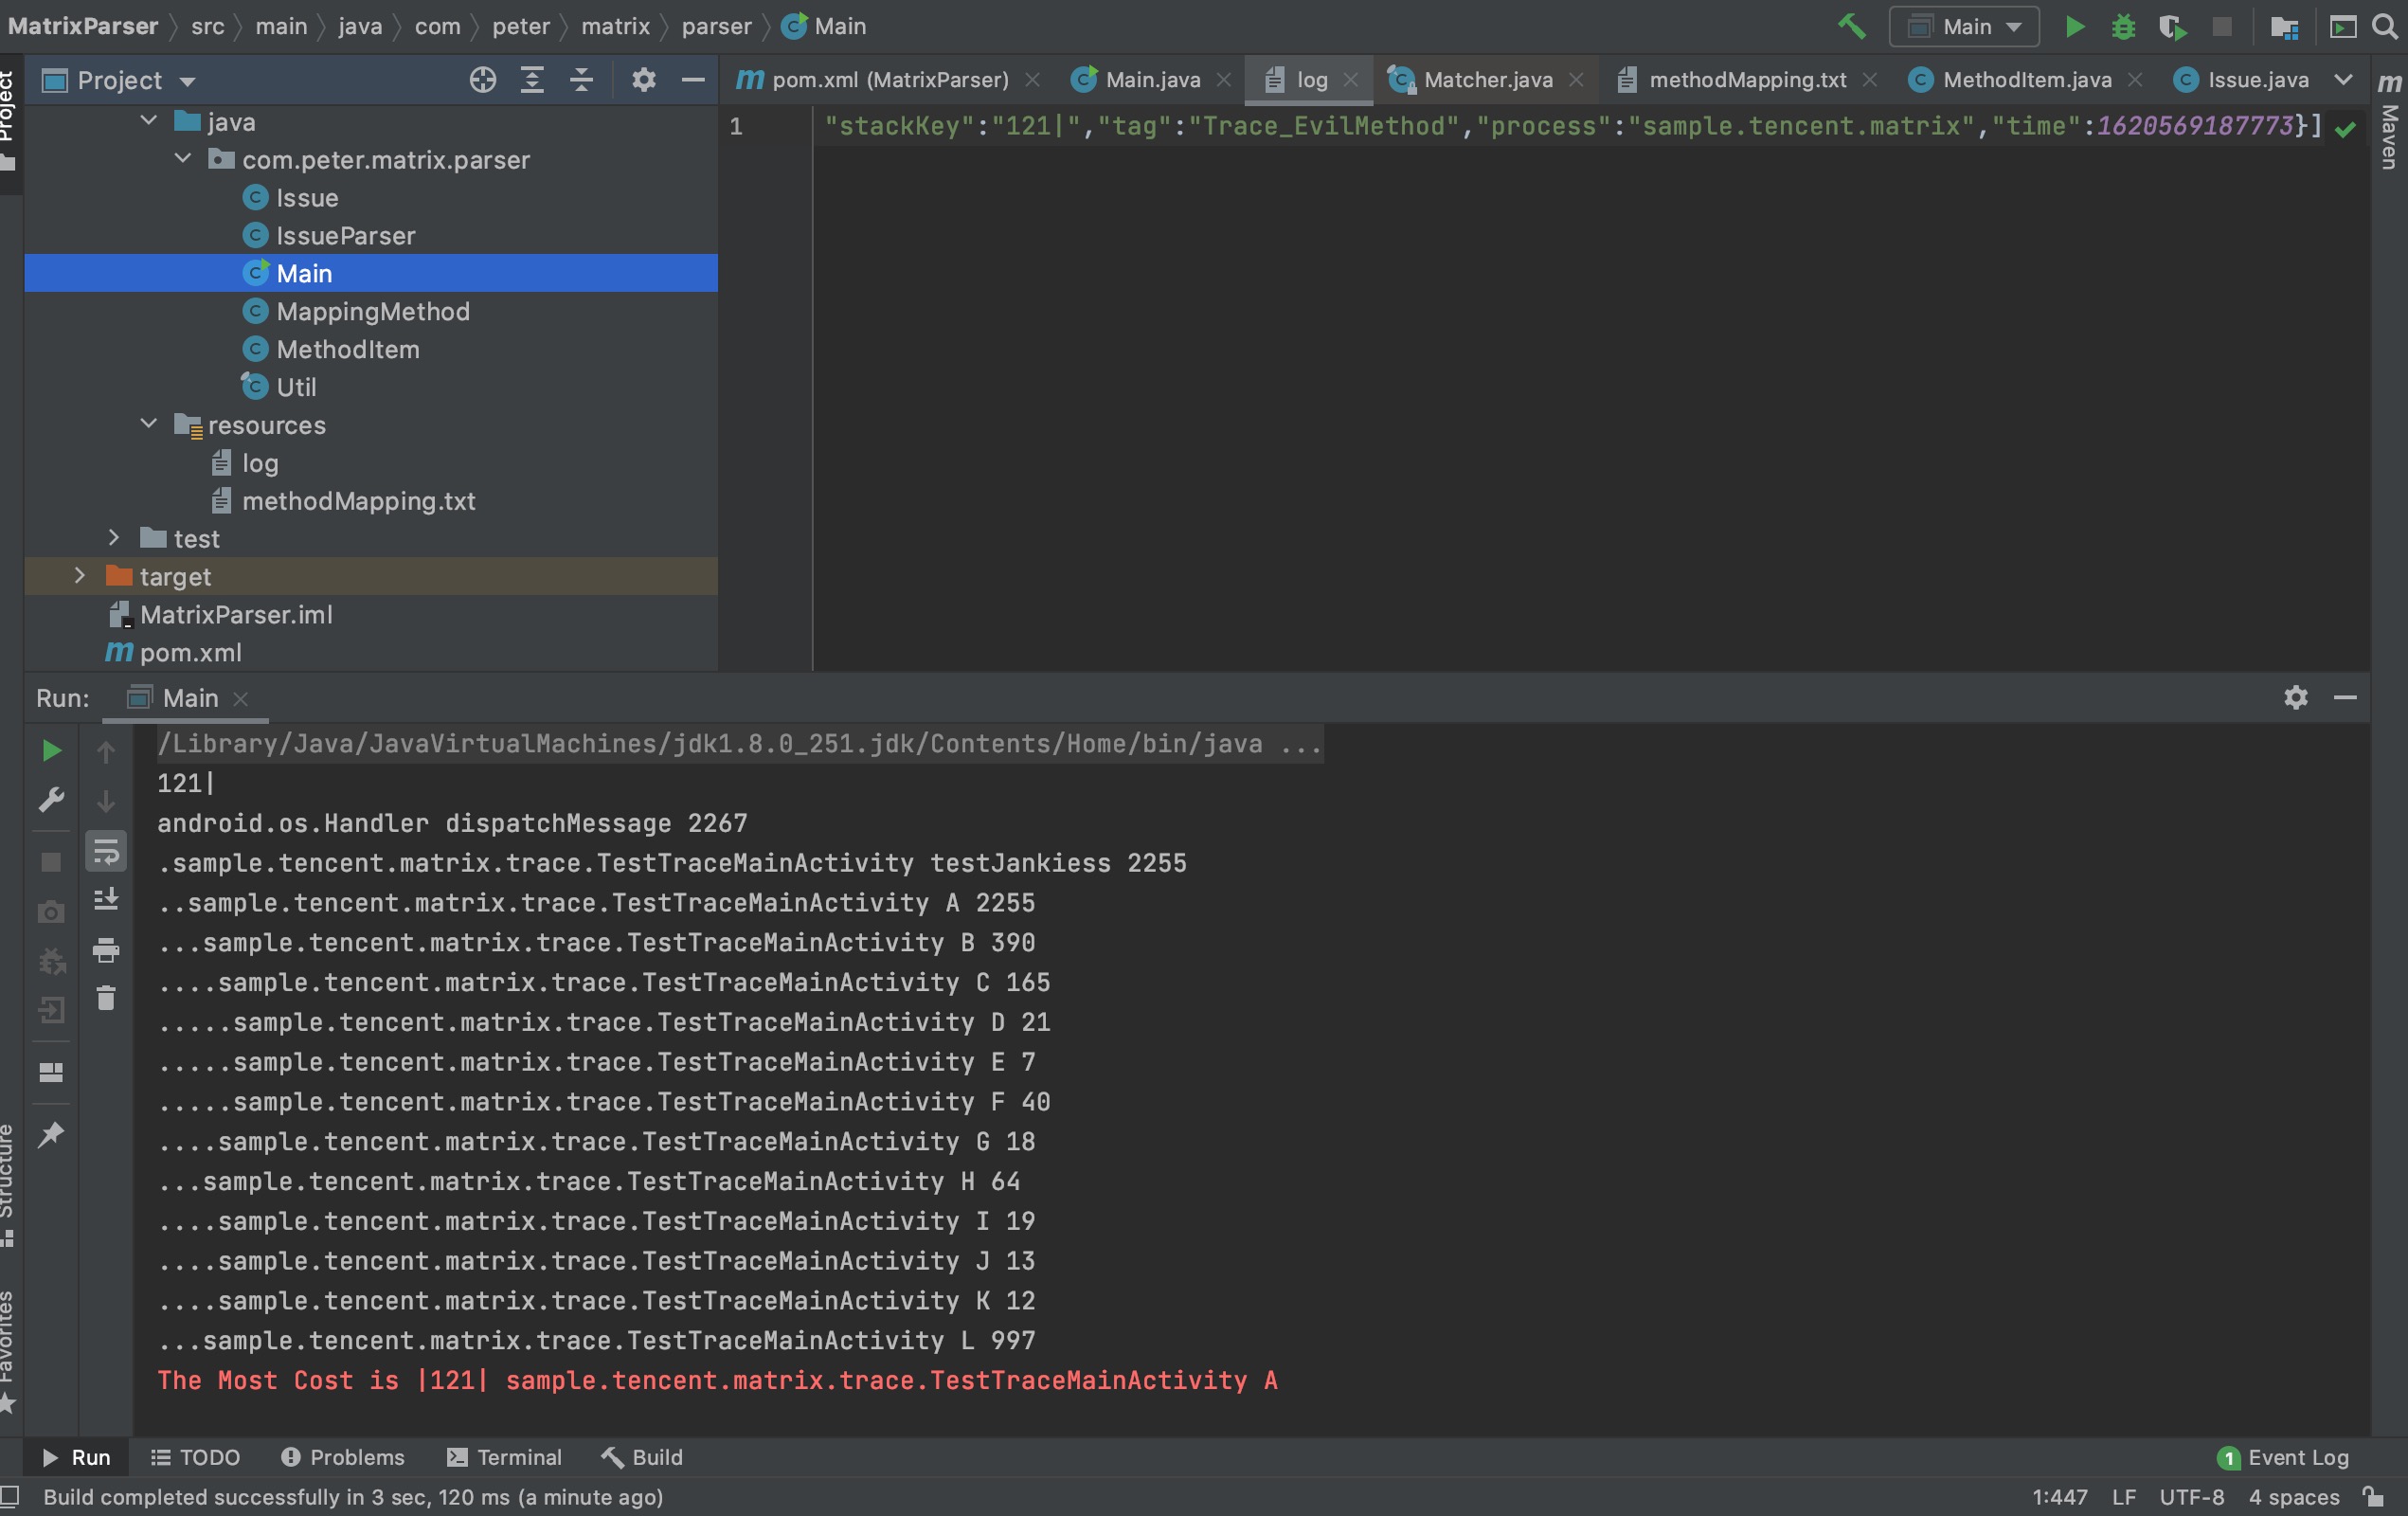 MatrixParser src main java com peter matrix parser Main
Main
Project
pom.xml (MatrixParser) Main.java log Matcher.java methodMapping.txt MethodItem.java Issue.java
Project
Maven
java
com.peter.matrix.parser
Issue
IssueParser
Main
MappingMethod
MethodItem
Util
resources
log
methodMapping.txt
test
target
MatrixParser.iml
pom.xml
1 "stackKey":"121|","tag":"Trace_EvilMethod","process":"sample.tencent.matrix","time":1620569187773}]
Run: Main
/Library/Java/JavaVirtualMachines/jdk1.8.0_251.jdk/Contents/Home/bin/java ...
121|
android.os.Handler dispatchMessage 2267
.sample.tencent.matrix.trace.TestTraceMainActivity testJankiess 2255
..sample.tencent.matrix.trace.TestTraceMainActivity A 2255
...sample.tencent.matrix.trace.TestTraceMainActivity B 390
....sample.tencent.matrix.trace.TestTraceMainActivity C 165
.....sample.tencent.matrix.trace.TestTraceMainActivity D 21
.....sample.tencent.matrix.trace.TestTraceMainActivity E 7
.....sample.tencent.matrix.trace.TestTraceMainActivity F 40
....sample.tencent.matrix.trace.TestTraceMainActivity G 18
...sample.tencent.matrix.trace.TestTraceMainActivity H 64
....sample.tencent.matrix.trace.TestTraceMainActivity I 19
....sample.tencent.matrix.trace.TestTraceMainActivity J 13
....sample.tencent.matrix.trace.TestTraceMainActivity K 12
...sample.tencent.matrix.trace.TestTraceMainActivity L 997
The Most Cost is |121| sample.tencent.matrix.trace.TestTraceMainActivity A
Structure
Favorites
Run TODO Problems Terminal Build
1 Event Log
Build completed successfully in 3 sec, 120 ms (a minute ago)
1:447 LF UTF-8 4 spaces